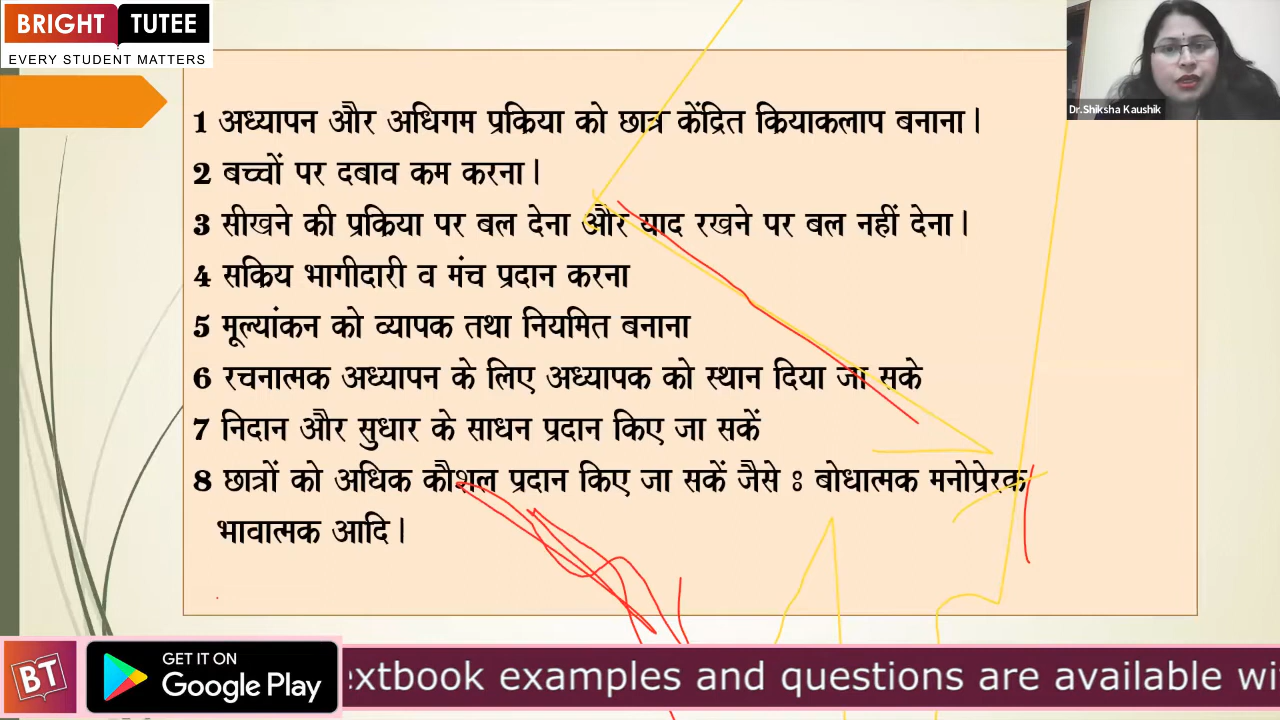 BRIGHT TUTEE
EVERY STUDENT MATTERS
Dr.Shiksha Kaushik
1 अध्यापन और अधिगम प्रक्रिया को छात्र केंद्रित क्रियाकलाप बनाना।
2 बच्चों पर दबाव कम करना।
3 सीखने की प्रक्रिया पर बल देना और याद रखने पर बल नहीं देना।
4 सक्रिय भागीदारी व मंच प्रदान करना
5 मूल्यांकन को व्यापक तथा नियमित बनाना
6 रचनात्मक अध्यापन के लिए अध्यापक को स्थान दिया जा सके
7 निदान और सुधार के साधन प्रदान किए जा सकें
8 छात्रों को अधिक कौशल प्रदान किए जा सकें जैसे : बोधात्मक मनोप्रेरक
भावात्मक आदि।
BT
GET IT ON
Google Play
extbook examples and questions are available wi